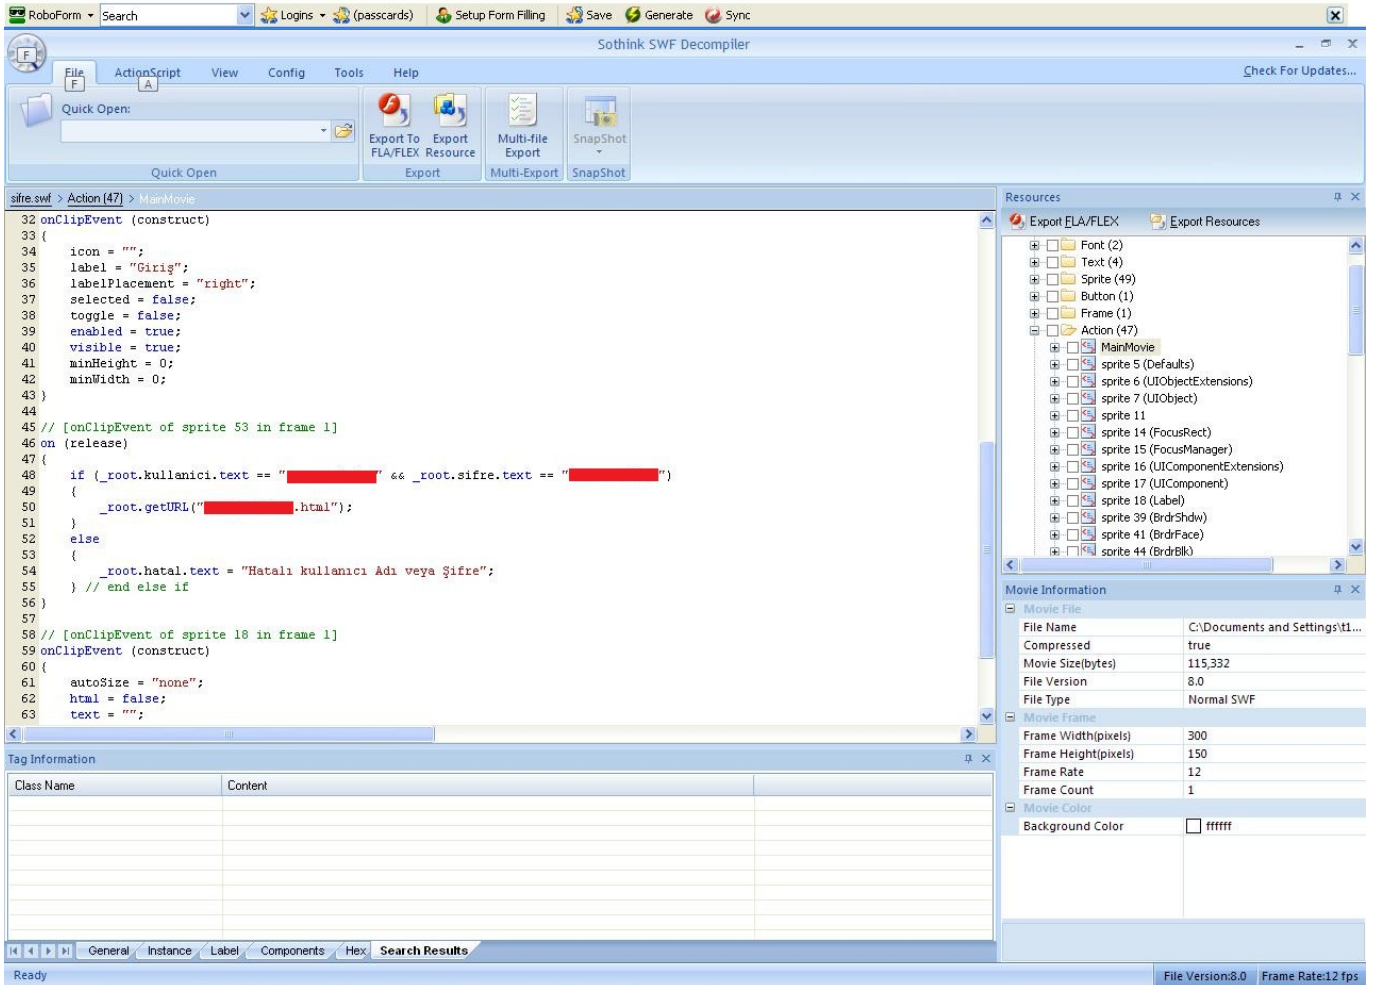 RoboForm Search Logins (passcards) Setup Form Filling Save Generate Sync
Sothink SWF Decompiler
F
File ActionScript View Config Tools Help Check For Updates...
F A
Quick Open:
Export To FLA/FLEX
Export Resource
Multi-file Export
SnapShot
Quick Open Export Multi-Export SnapShot
sifre.swf > Action (47) > MainMovie
32 onClipEvent (construct)
33 {
34 icon = "";
35 label = "Giriş";
36 labelPlacement = "right";
37 selected = false;
38 toggle = false;
39 enabled = true;
40 visible = true;
41 minHeight = 0;
42 minWidth = 0;
43 }
44
45 // [onClipEvent of sprite 53 in frame 1]
46 on (release)
47 {
48 if (_root.kullanici.text == " " && _root.sifre.text == " ")
49 {
50 _root.getURL(" .html");
51 }
52 else
53 {
54 _root.hatal.text = "Hatalı kullanıcı Adı veya Şifre";
55 } // end else if
56 }
57
58 // [onClipEvent of sprite 18 in frame 1]
59 onClipEvent (construct)
60 {
61 autoSize = "none";
62 html = false;
63 text = "";
Resources
Export FLA/FLEX Export Resources
Font (2)
Text (4)
Sprite (49)
Button (1)
Frame (1)
Action (47)
MainMovie
sprite 5 (Defaults)
sprite 6 (UIObjectExtensions)
sprite 7 (UIObject)
sprite 11
sprite 14 (FocusRect)
sprite 15 (FocusManager)
sprite 16 (UIComponentExtensions)
sprite 17 (UIComponent)
sprite 18 (Label)
sprite 39 (BrdrShdw)
sprite 41 (BrdrFace)
sprite 44 (BrdrBlk)
Movie Information
Movie File
File Name C:\Documents and Settings\t1...
Compressed true
Movie Size(bytes) 115,332
File Version 8.0
File Type Normal SWF
Movie Frame
Frame Width(pixels) 300
Frame Height(pixels) 150
Frame Rate 12
Frame Count 1
Movie Color
Background Color ffffff
Tag Information
Class Name Content
General Instance Label Components Hex Search Results
Ready File Version:8.0 Frame Rate:12 fps